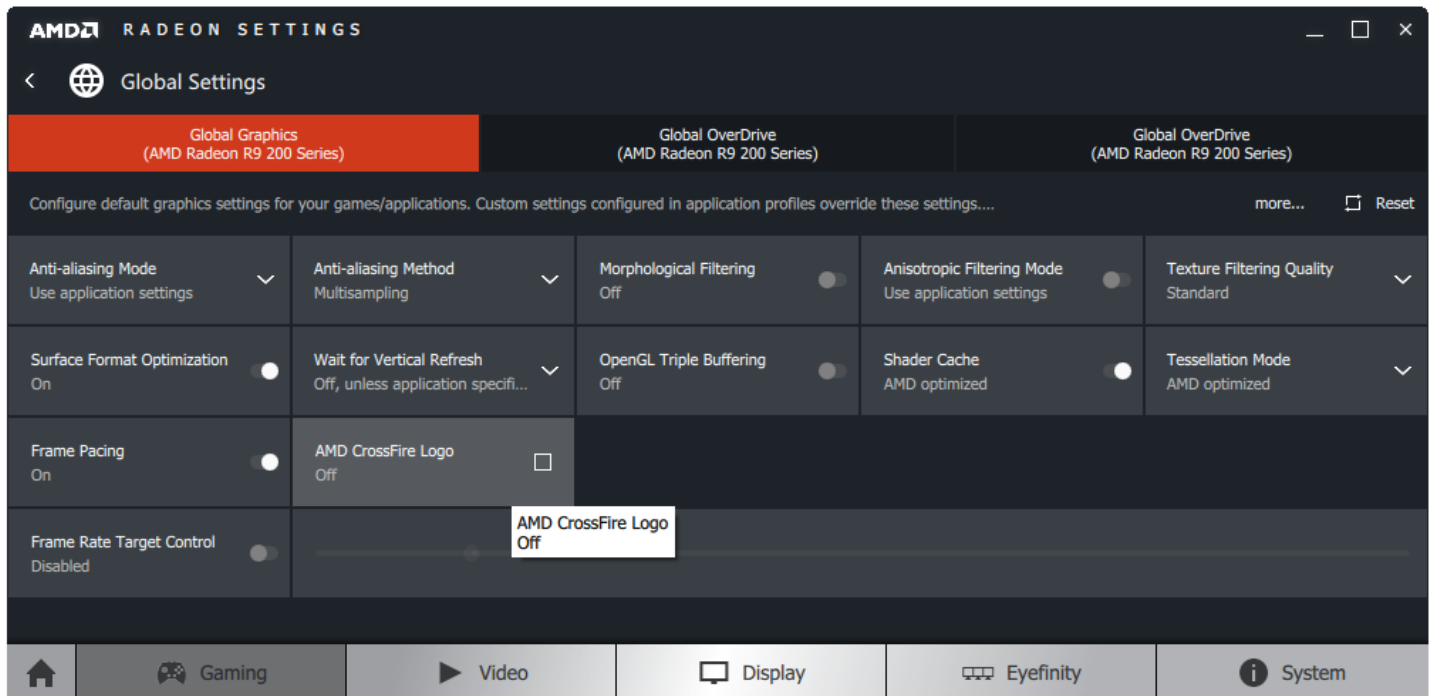 AMD RADEON SETTINGS
Global Settings
Global Graphics
(AMD Radeon R9 200 Series)
Global OverDrive
(AMD Radeon R9 200 Series)
Global OverDrive
(AMD Radeon R9 200 Series)
Configure default graphics settings for your games/applications. Custom settings configured in application profiles override these settings.... more... Reset
Anti-aliasing Mode
Use application settings
Anti-aliasing Method
Multisampling
Morphological Filtering
Off
Anisotropic Filtering Mode
Use application settings
Texture Filtering Quality
Standard
Surface Format Optimization
On
Wait for Vertical Refresh
Off, unless application specifi...
OpenGL Triple Buffering
Off
Shader Cache
AMD optimized
Tessellation Mode
AMD optimized
Frame Pacing
On
AMD CrossFire Logo
Off
AMD CrossFire Logo
Off
Frame Rate Target Control
Disabled
Gaming Video Display Eyefinity System